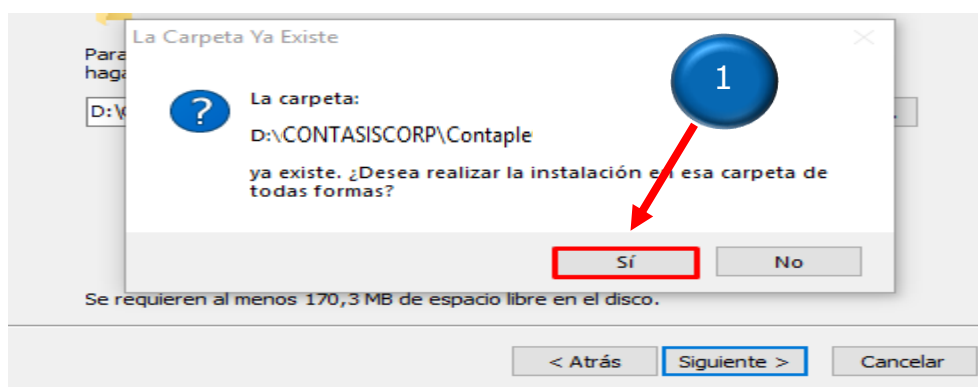 La Carpeta Ya Existe
Para
haga
1
La carpeta:
D:\CONTASISCORP\Contaple
ya existe. ¿Desea realizar la instalación en esa carpeta de
todas formas?
Sí No
Se requieren al menos 170,3 MB de espacio libre en el disco.
< Atrás Siguiente > Cancelar